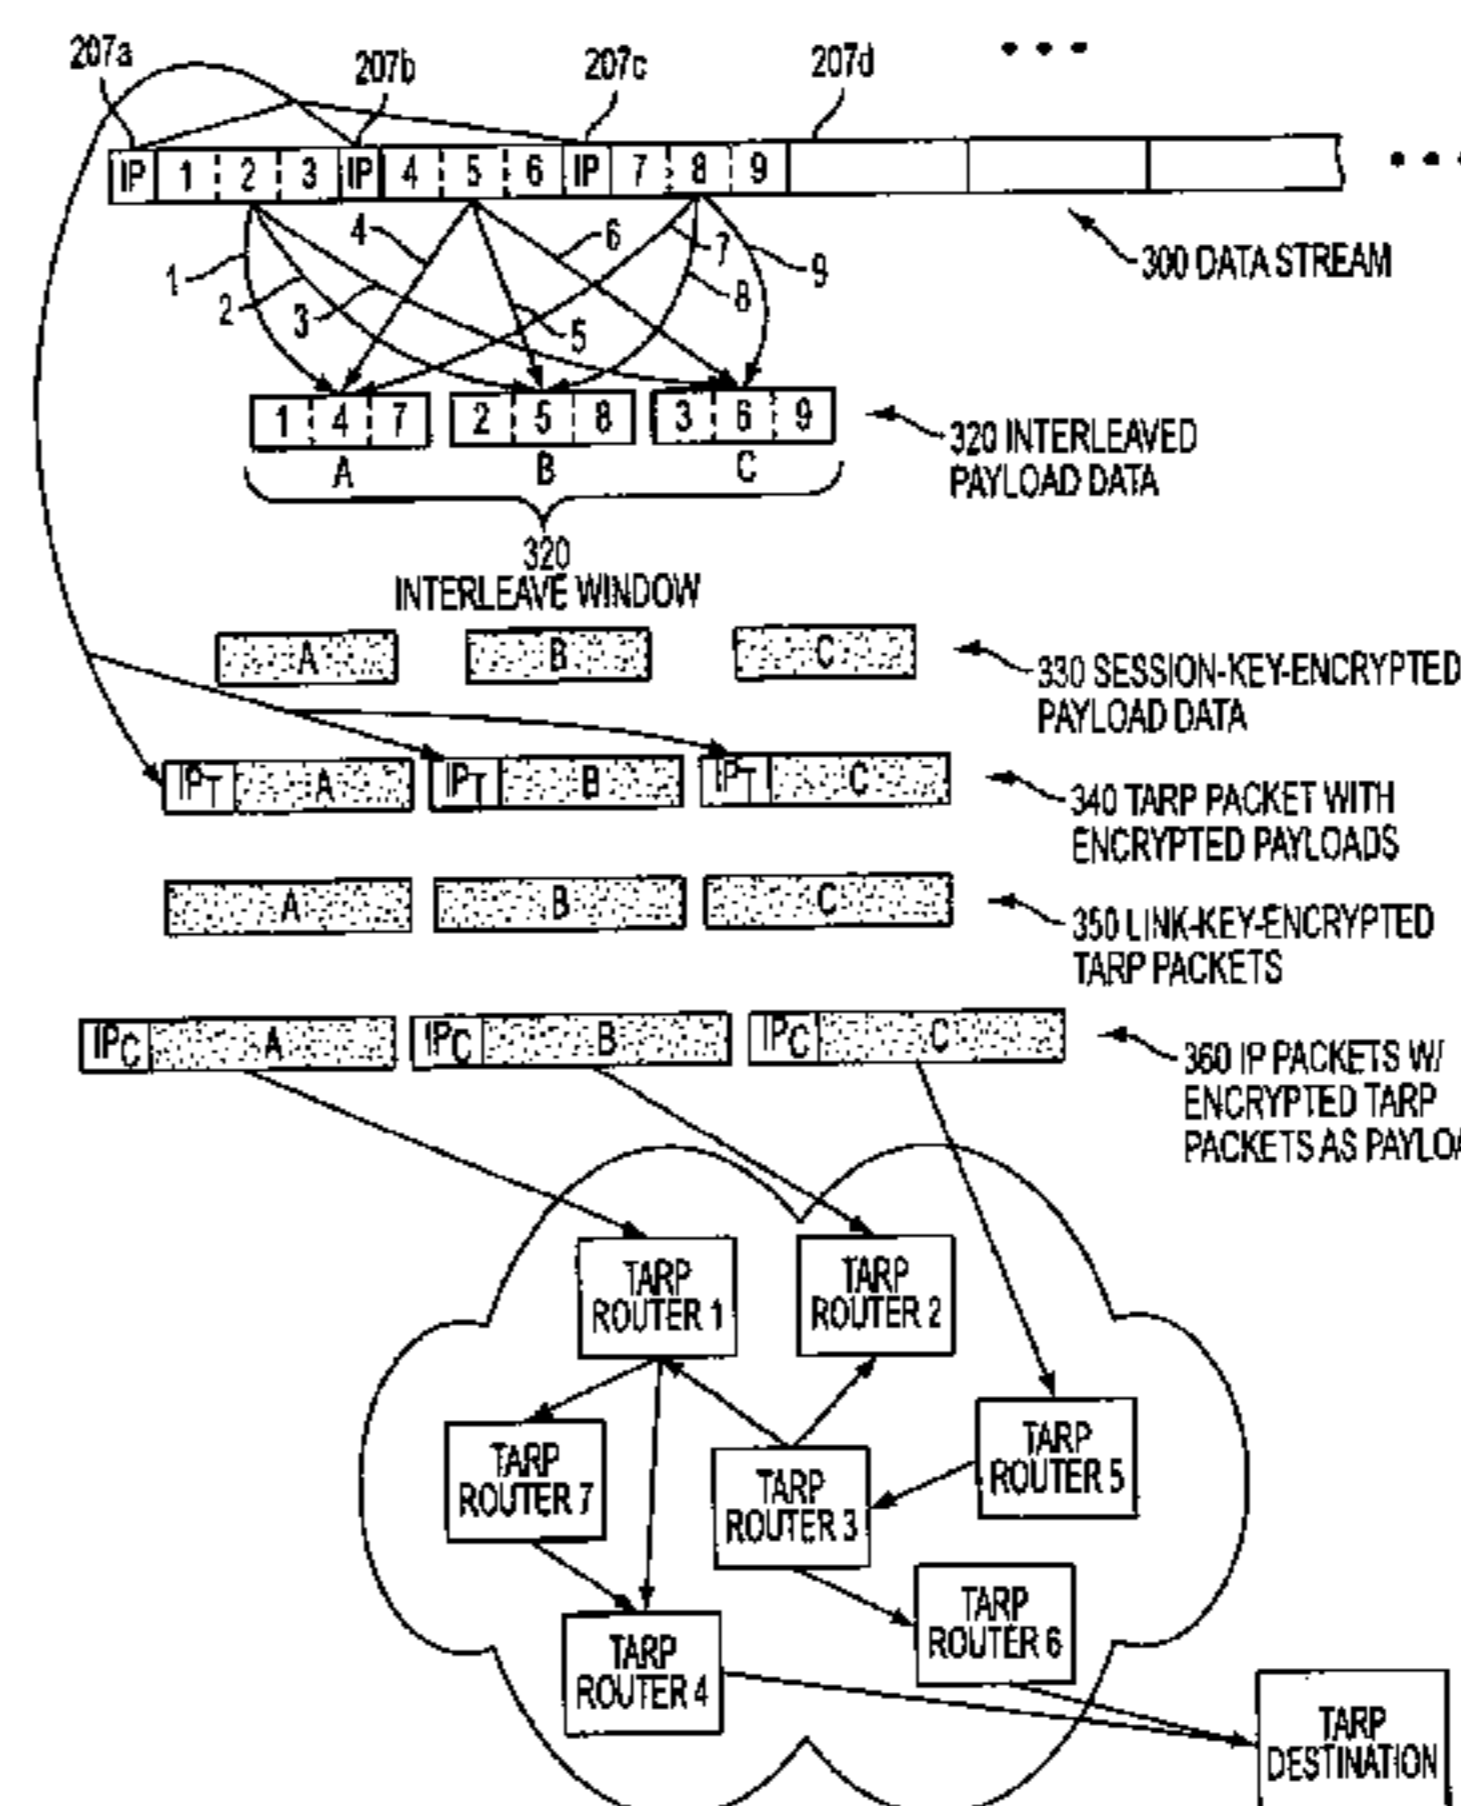 207a 207b 207c 207d
IP 1 2 3 IP 4 5 6 IP 7 8 9
1 2 3 4 5 6 7 8 9
300 DATA STREAM
1 4 7 2 5 8 3 6 9
A B C
320 INTERLEAVED
PAYLOAD DATA
320
INTERLEAVE WINDOW
A B C
330 SESSION-KEY-ENCRYPTED
PAYLOAD DATA
IPT A IPT B IPT C
340 TARP PACKET WITH
ENCRYPTED PAYLOADS
A B C
350 LINK-KEY-ENCRYPTED
TARP PACKETS
IPC A IPC B IPC C
360 IP PACKETS W/
ENCRYPTED TARP
PACKETS AS PAYLOA
TARP
ROUTER 1
TARP
ROUTER 2
TARP
ROUTER 7
TARP
ROUTER 3
TARP
ROUTER 5
TARP
ROUTER 4
TARP
ROUTER 6
TARP
DESTINATION